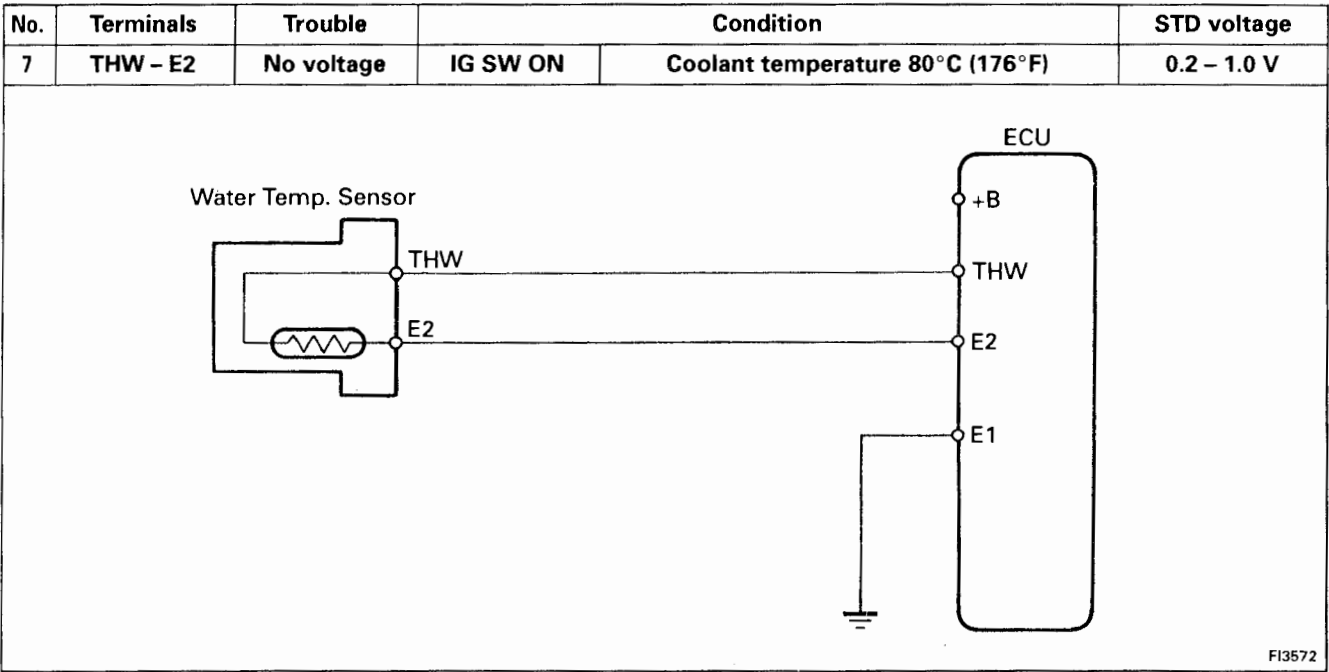 No. Terminals Trouble Condition STD voltage
7 THW – E2 No voltage IG SW ON Coolant temperature 80°C (176°F) 0.2 – 1.0 V
ECU
Water Temp. Sensor
+B
THW
THW
E2
E2
E1
FI3572